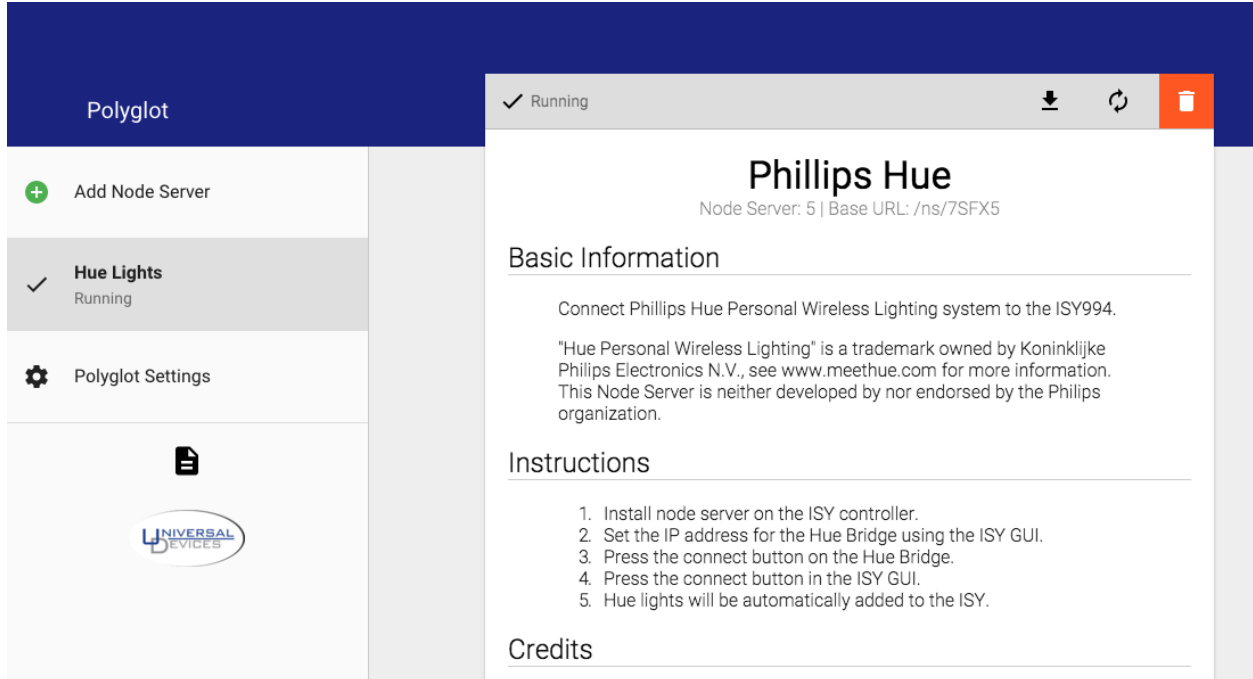 Polyglot
Add Node Server
Hue Lights
Running
Polyglot Settings
UNIVERSAL
DEVICES
Running
Phillips Hue
Node Server: 5 | Base URL: /ns/7SFX5
Basic Information
Connect Phillips Hue Personal Wireless Lighting system to the ISY994.
"Hue Personal Wireless Lighting" is a trademark owned by Koninklijke
Philips Electronics N.V., see www.meethue.com for more information.
This Node Server is neither developed by nor endorsed by the Philips
organization.
Instructions
1. Install node server on the ISY controller.
2. Set the IP address for the Hue Bridge using the ISY GUI.
3. Press the connect button on the Hue Bridge.
4. Press the connect button in the ISY GUI.
5. Hue lights will be automatically added to the ISY.
Credits